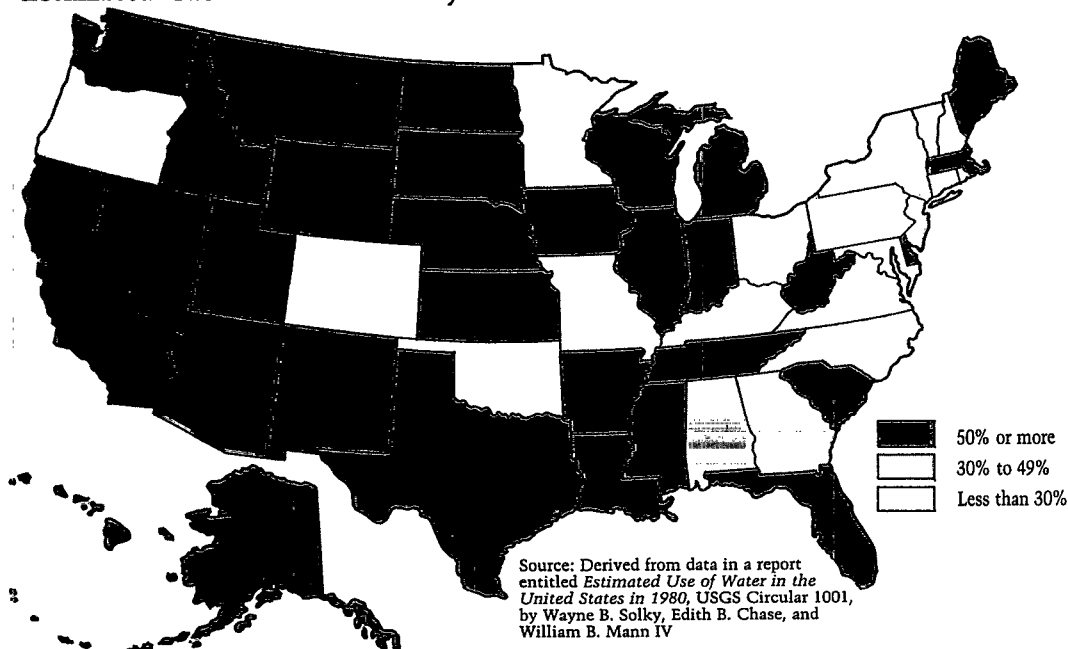 50% or more
30% to 49%
Less than 30%
Source: Derived from data in a report
entitled Estimated Use of Water in the
United States in 1980, USGS Circular 1001,
by Wayne B. Solky, Edith B. Chase, and
William B. Mann IV